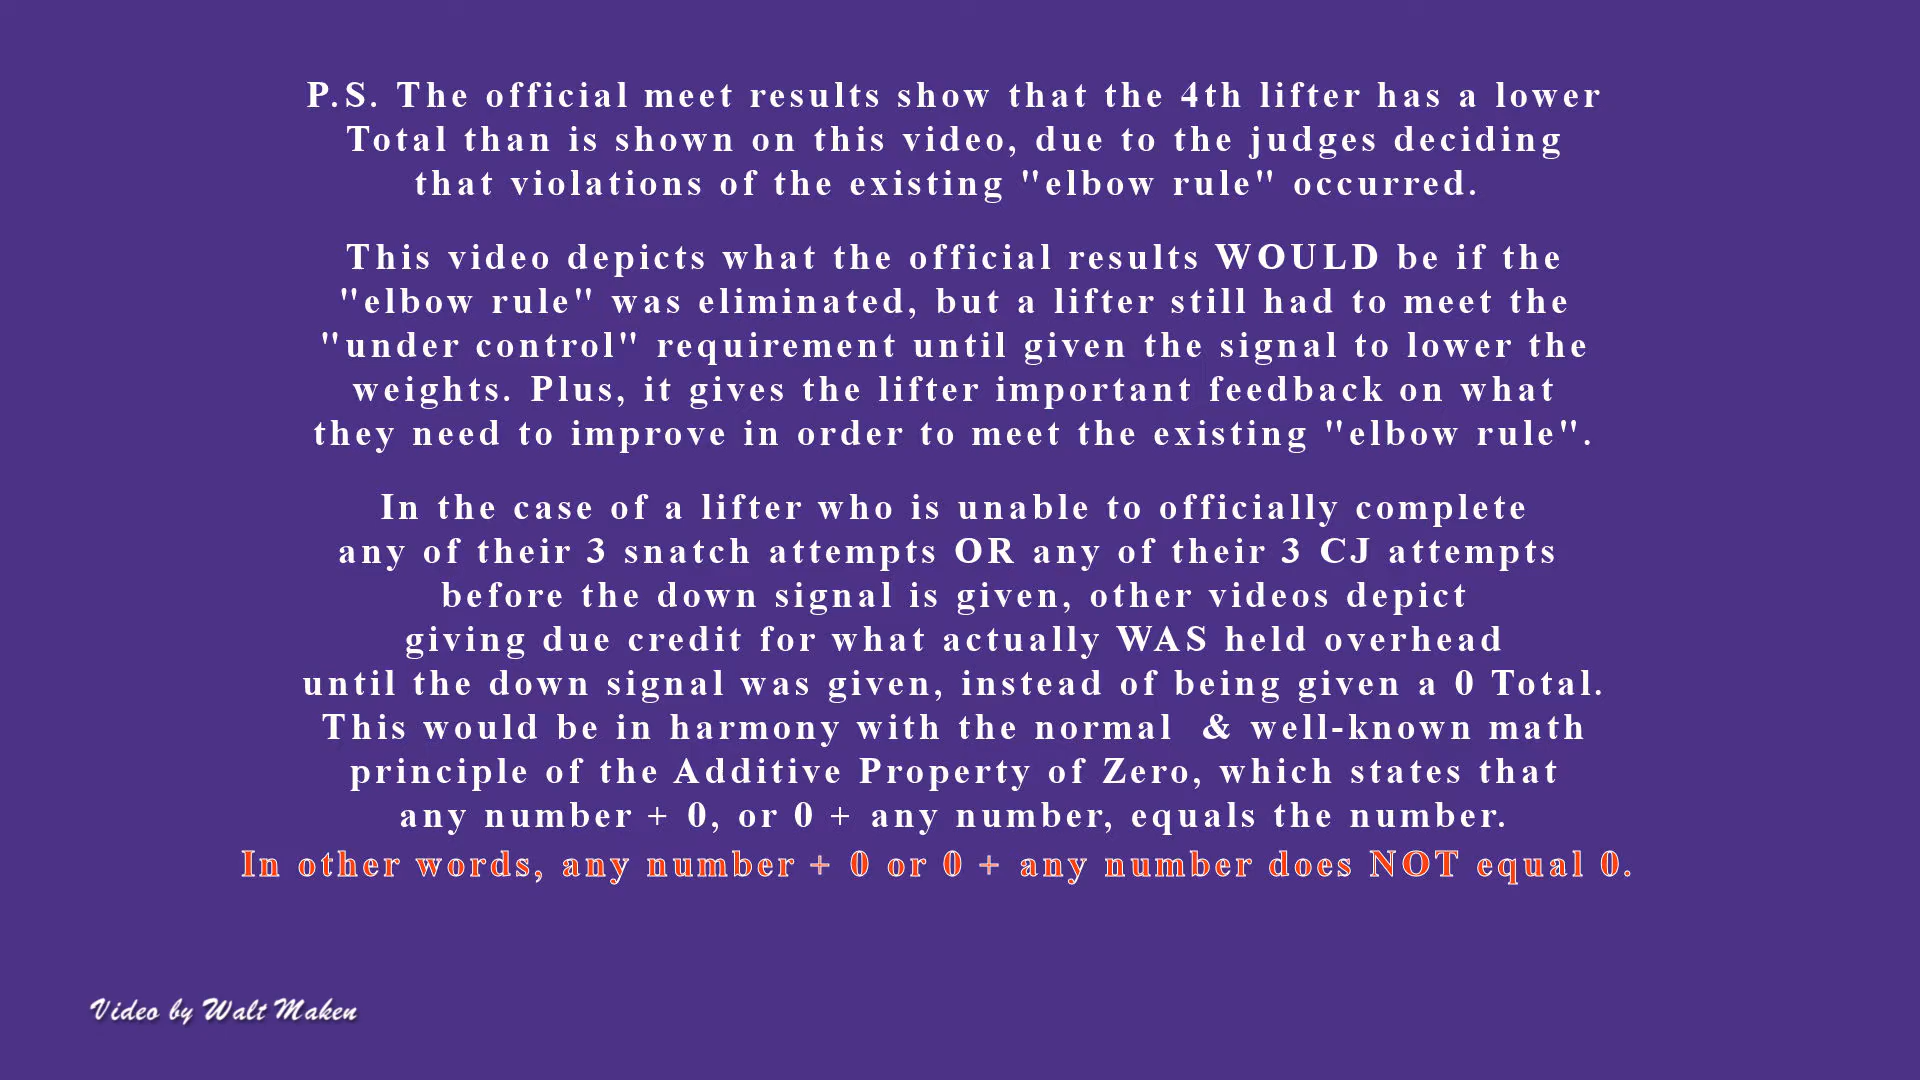 P.S. The official meet results show that the 4th lifter has a lower
Total than is shown on this video, due to the judges deciding
that violations of the existing "elbow rule" occurred.
This video depicts what the official results WOULD be if the
"elbow rule" was eliminated, but a lifter still had to meet the
"under control" requirement until given the signal to lower the
weights. Plus, it gives the lifter important feedback on what
they need to improve in order to meet the existing "elbow rule".
In the case of a lifter who is unable to officially complete
any of their 3 snatch attempts OR any of their 3 CJ attempts
before the down signal is given, other videos depict
giving due credit for what actually WAS held overhead
until the down signal was given, instead of being given a 0 Total.
This would be in harmony with the normal & well-known math
principle of the Additive Property of Zero, which states that
any number + 0, or 0 + any number, equals the number.
In other words, any number + 0 or 0 + any number does NOT equal 0.
Video by Walt Maken